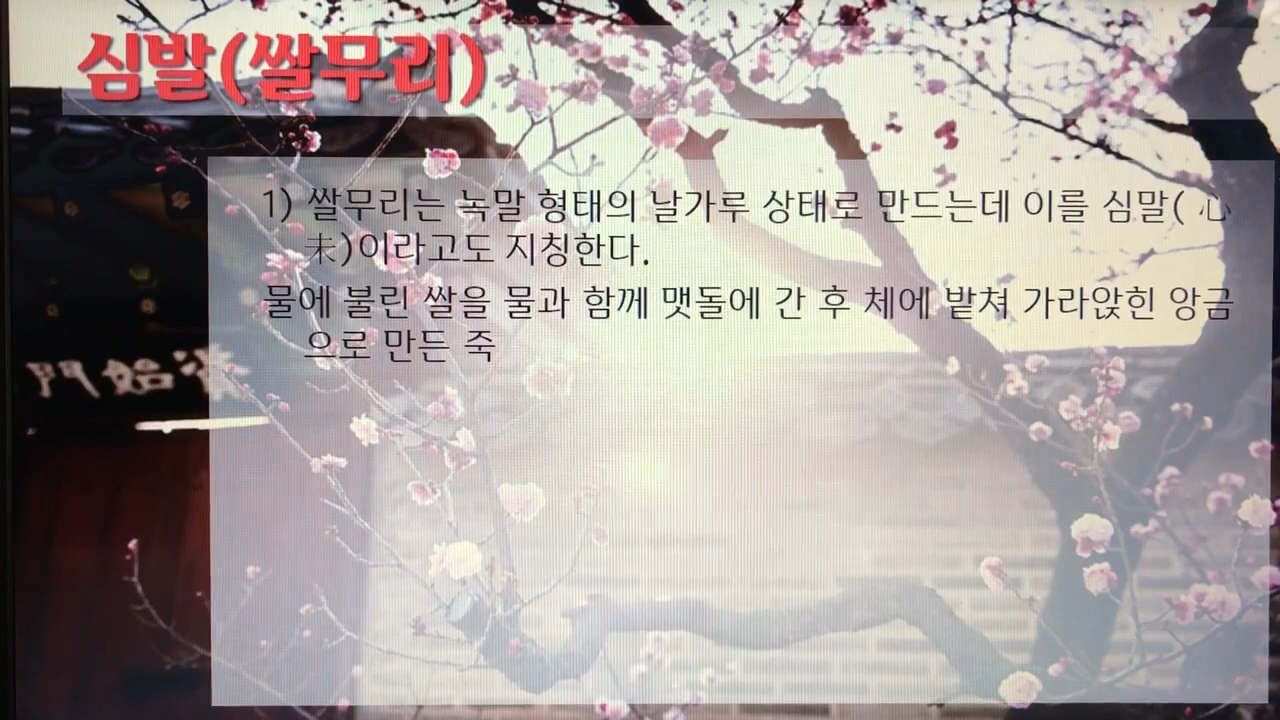 심발(쌀무리)
1) 쌀무리는 녹말 형태의 날가루 상태로 만드는데 이를 심말( 心
未)이라고도 지칭한다.
물에 불린 쌀을 물과 함께 맷돌에 간 후 체에 밭쳐 가라앉힌 앙금
으로 만든 죽
門始